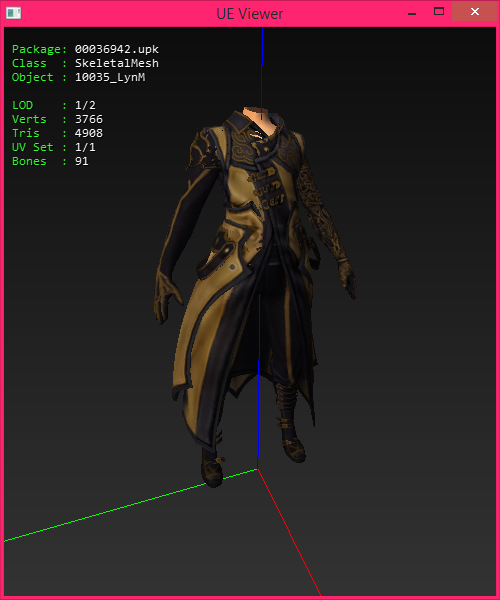 UE Viewer
Package: 00036942.upk
Class  : SkeletalMesh
Object : 10035_LynM
LOD    : 1/2
Verts  : 3766
Tris   : 4908
UV Set : 1/1
Bones  : 91